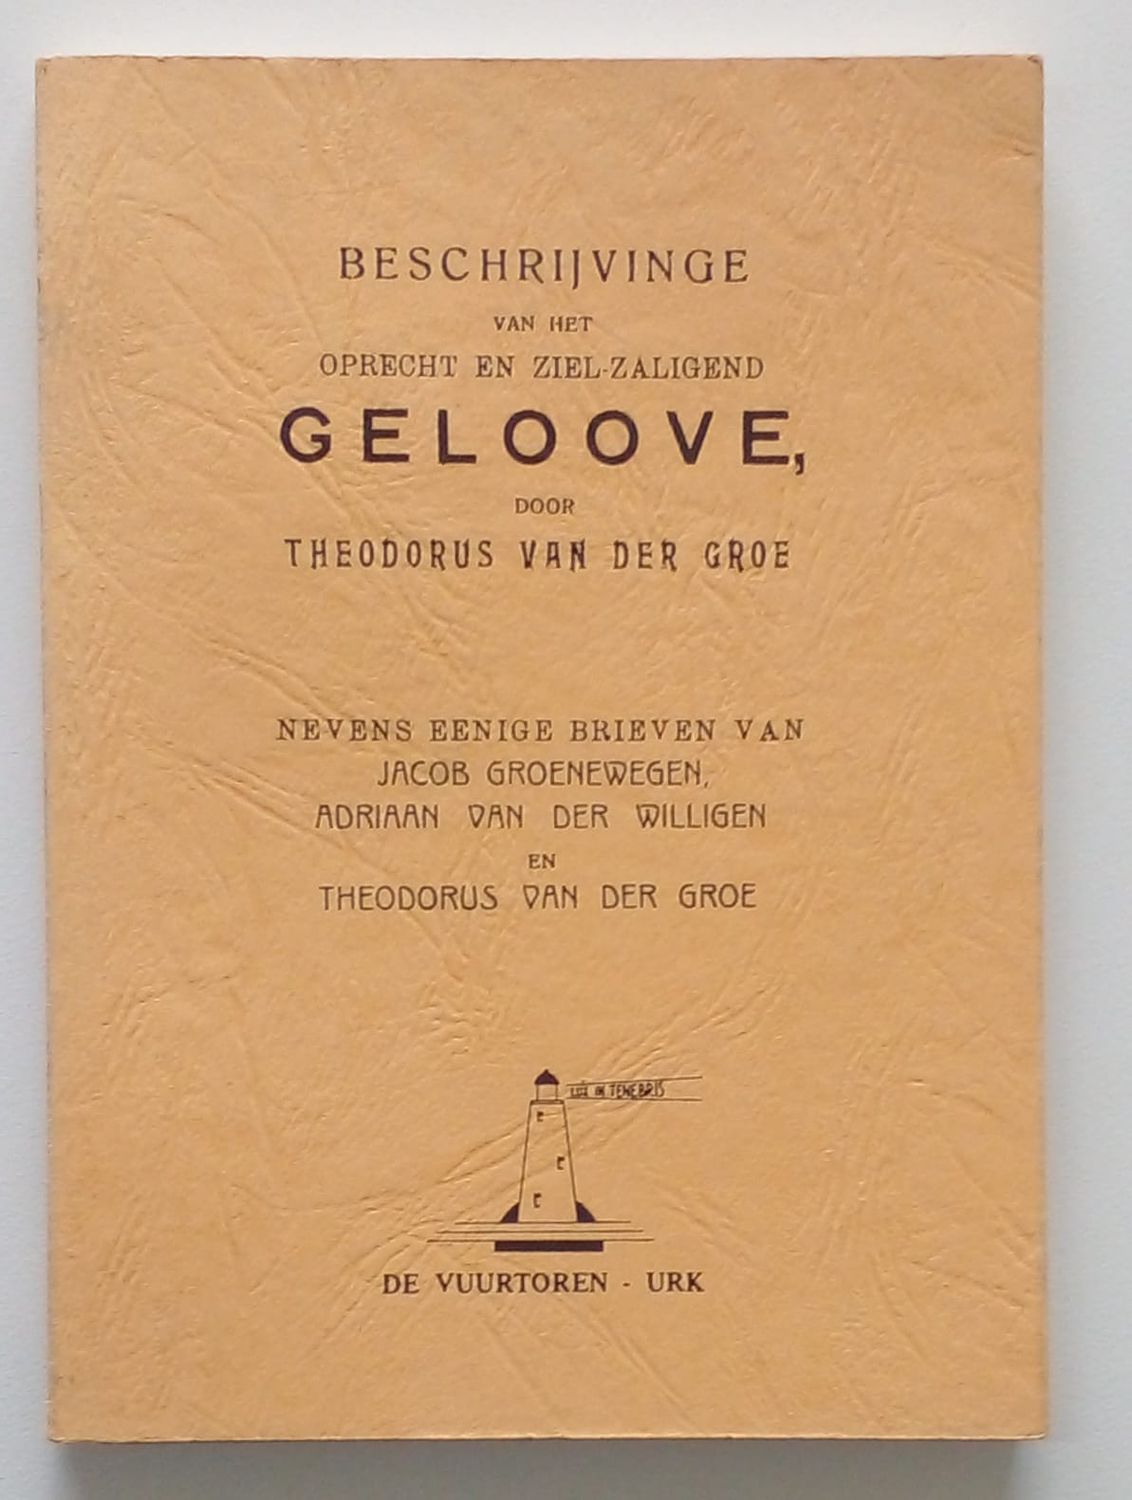 BESCHRIJVINGE
VAN HET
OPRECHT EN ZIEL-ZALIGEND
GELOOVE,
DOOR
THEODORUS VAN DER GROE
NEVENS EENIGE BRIEVEN VAN
JACOB GROENEWEGEN,
ADRIAAN VAN DER WILLIGEN
EN
THEODORUS VAN DER GROE
LUX IN TENEBRIS
DE VUURTOREN - URK